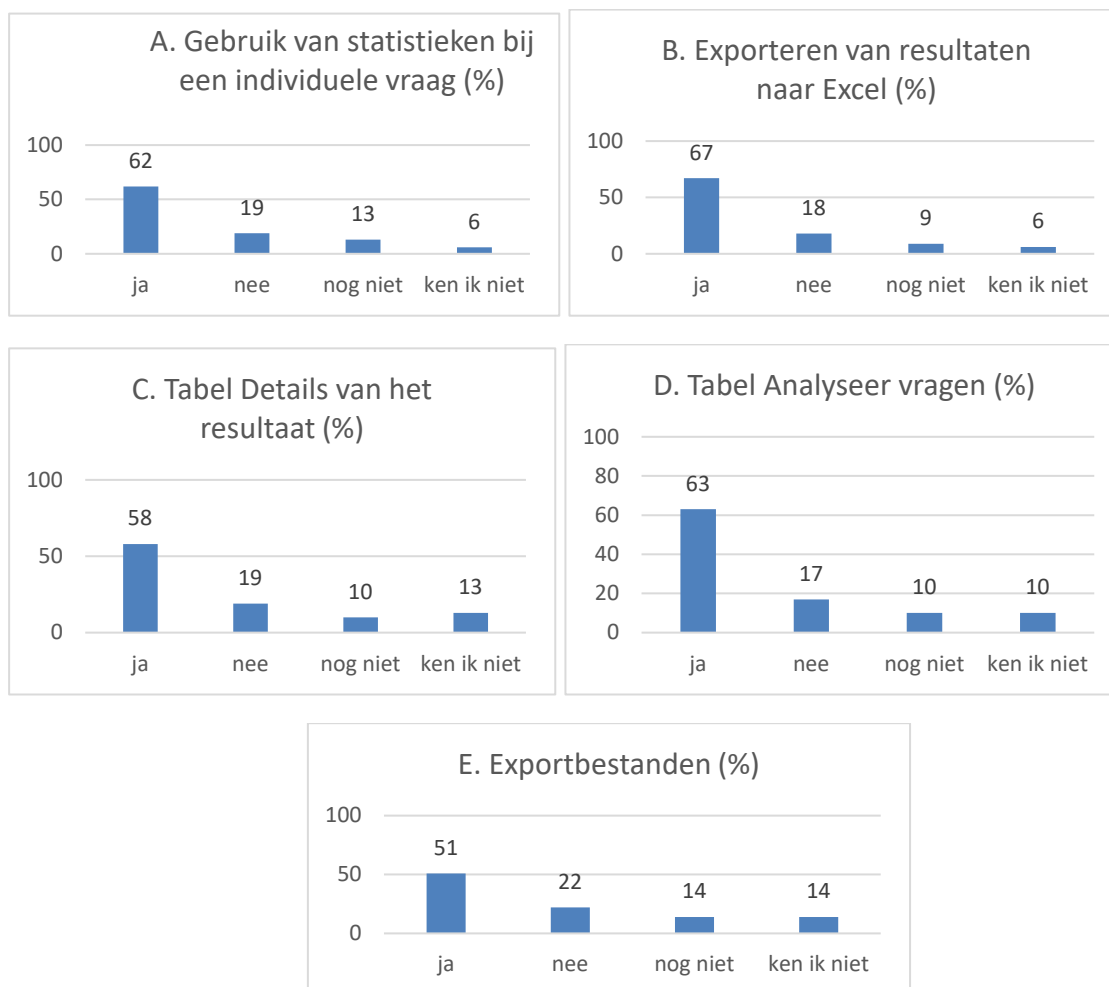 A. Gebruik van statistieken bij
een individuele vraag (%)
100
50
0
62
19
13
6
ja
nee
nog niet
ken ik niet
B. Exporteren van resultaten
naar Excel (%)
100
50
0
67
18
9
6
ja
nee
nog niet
ken ik niet
C. Tabel Details van het
resultaat (%)
100
50
0
58
19
10
13
ja
nee
nog niet
ken ik niet
D. Tabel Analyseer vragen (%)
100
80
60
40
20
0
63
17
10
10
ja
nee
nog niet
ken ik niet
E. Exportbestanden (%)
100
50
0
51
22
14
14
ja
nee
nog niet
ken ik niet